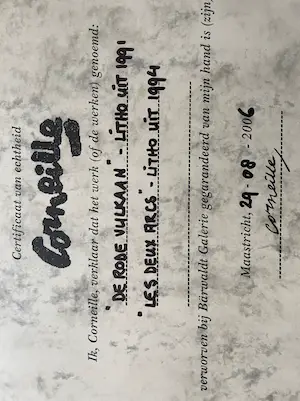 Certificaat van echtheid
Corneille
Ik, Corneille, verklaar dat het werk (of de werken) genoemd:
"DE RODE VULKAAN" - LITHO UIT 1991
"LES DEUX ARCS" - LITHO UIT 1994
verworven bij Bärwaldt Galerie gegarandeerd van mijn hand is (zijn
Maastricht, 29-08-2006
Corneille